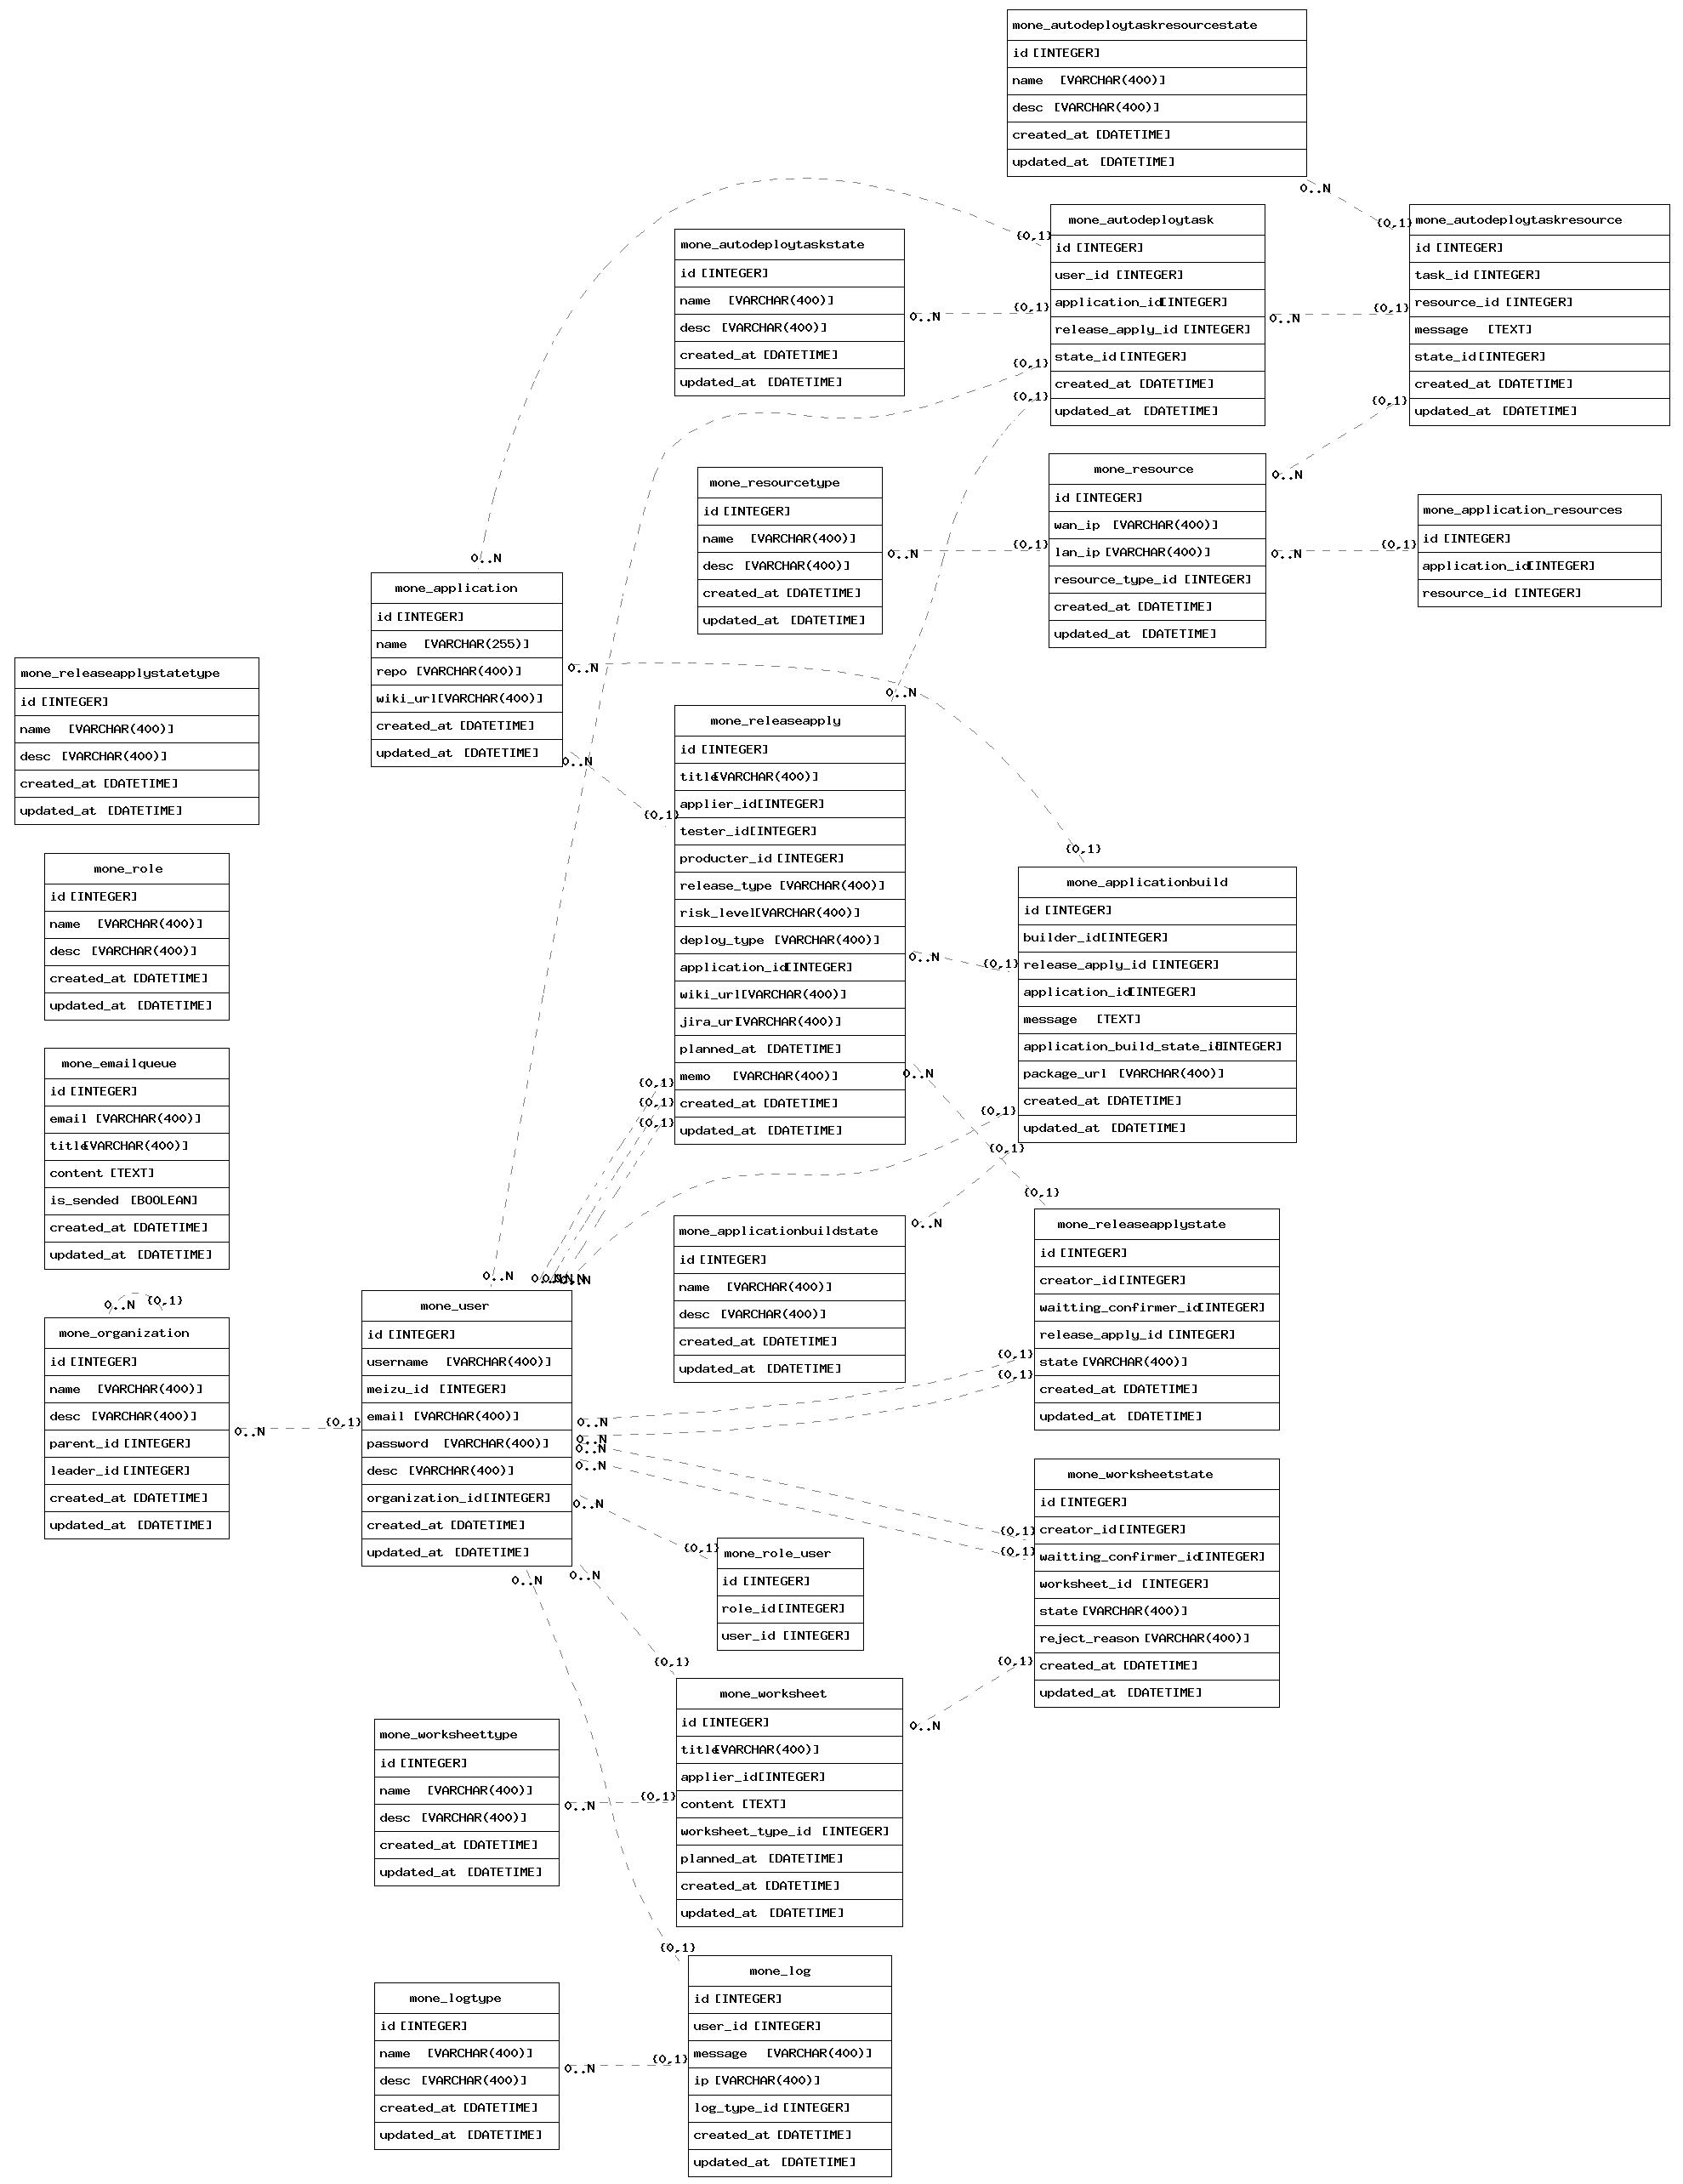 mone_autodeploytaskresourcestate
id [INTEGER]
name [VARCHAR(400)]
desc [VARCHAR(400)]
created_at [DATETIME]
updated_at [DATETIME]
0..N
{0,1}
mone_autodeploytask
id [INTEGER]
user_id [INTEGER]
application_id [INTEGER]
release_apply_id [INTEGER]
state_id [INTEGER]
created_at [DATETIME]
updated_at [DATETIME]
{0,1}
{0,1}
{0,1}
{0,1}
0..N
{0,1}
mone_autodeploytaskresource
id [INTEGER]
task_id [INTEGER]
resource_id [INTEGER]
message [TEXT]
state_id [INTEGER]
created_at [DATETIME]
updated_at [DATETIME]
{0,1}
mone_autodeploytaskstate
id [INTEGER]
name [VARCHAR(400)]
desc [VARCHAR(400)]
created_at [DATETIME]
updated_at [DATETIME]
0..N
mone_resourcetype
id [INTEGER]
name [VARCHAR(400)]
desc [VARCHAR(400)]
created_at [DATETIME]
updated_at [DATETIME]
0..N
{0,1}
mone_resource
id [INTEGER]
wan_ip [VARCHAR(400)]
lan_ip [VARCHAR(400)]
resource_type_id [INTEGER]
created_at [DATETIME]
updated_at [DATETIME]
0..N
0..N
{0,1}
mone_application_resources
id [INTEGER]
application_id [INTEGER]
resource_id [INTEGER]
0..N
mone_application
id [INTEGER]
name [VARCHAR(255)]
repo [VARCHAR(400)]
wiki_url [VARCHAR(400)]
created_at [DATETIME]
updated_at [DATETIME]
0..N
0..N
mone_releaseapplystatetype
id [INTEGER]
name [VARCHAR(400)]
desc [VARCHAR(400)]
created_at [DATETIME]
updated_at [DATETIME]
0..N
{0,1}
mone_releaseapply
id [INTEGER]
title [VARCHAR(400)]
applier_id [INTEGER]
tester_id [INTEGER]
producter_id [INTEGER]
release_type [VARCHAR(400)]
risk_level [VARCHAR(400)]
deploy_type [VARCHAR(400)]
application_id [INTEGER]
wiki_url [VARCHAR(400)]
jira_url [VARCHAR(400)]
planned_at [DATETIME]
memo [VARCHAR(400)]
created_at [DATETIME]
updated_at [DATETIME]
0..N
0..N
{0,1}
{0,1}
{0,1}
{0,1}
{0,1}
mone_applicationbuild
id [INTEGER]
builder_id [INTEGER]
release_apply_id [INTEGER]
application_id [INTEGER]
message [TEXT]
application_build_state_id [INTEGER]
package_url [VARCHAR(400)]
created_at [DATETIME]
updated_at [DATETIME]
{0,1}
{0,1}
mone_role
id [INTEGER]
name [VARCHAR(400)]
desc [VARCHAR(400)]
created_at [DATETIME]
updated_at [DATETIME]
mone_emailqueue
id [INTEGER]
email [VARCHAR(400)]
title [VARCHAR(400)]
content [TEXT]
is_sended [BOOLEAN]
created_at [DATETIME]
updated_at [DATETIME]
mone_applicationbuildstate
id [INTEGER]
name [VARCHAR(400)]
desc [VARCHAR(400)]
created_at [DATETIME]
updated_at [DATETIME]
0..N
{0,1}
mone_releaseapplystate
id [INTEGER]
creator_id [INTEGER]
waitting_confirmer_id [INTEGER]
release_apply_id [INTEGER]
state [VARCHAR(400)]
created_at [DATETIME]
updated_at [DATETIME]
{0,1}
{0,1}
0..N {0,1}
mone_organization
id [INTEGER]
name [VARCHAR(400)]
desc [VARCHAR(400)]
parent_id [INTEGER]
leader_id [INTEGER]
created_at [DATETIME]
updated_at [DATETIME]
0..N
{0,1}
0..N
mone_user
id [INTEGER]
username [VARCHAR(400)]
meizu_id [INTEGER]
email [VARCHAR(400)]
password [VARCHAR(400)]
desc [VARCHAR(400)]
organization_id [INTEGER]
created_at [DATETIME]
updated_at [DATETIME]
0..N
0..N
0..N
0..N
0..N
0..N
0..N
mone_role_user
id [INTEGER]
role_id [INTEGER]
user_id [INTEGER]
{0,1}
mone_worksheetstate
id [INTEGER]
creator_id [INTEGER]
waitting_confirmer_id [INTEGER]
worksheet_id [INTEGER]
state [VARCHAR(400)]
reject_reason [VARCHAR(400)]
created_at [DATETIME]
updated_at [DATETIME]
{0,1}
{0,1}
{0,1}
{0,1}
mone_worksheet
id [INTEGER]
title [VARCHAR(400)]
applier_id [INTEGER]
content [TEXT]
worksheet_type_id [INTEGER]
planned_at [DATETIME]
created_at [DATETIME]
updated_at [DATETIME]
0..N
{0,1}
mone_worksheettype
id [INTEGER]
name [VARCHAR(400)]
desc [VARCHAR(400)]
created_at [DATETIME]
updated_at [DATETIME]
0..N
{0,1}
mone_log
id [INTEGER]
user_id [INTEGER]
message [VARCHAR(400)]
ip [VARCHAR(400)]
log_type_id [INTEGER]
created_at [DATETIME]
updated_at [DATETIME]
{0,1}
mone_logtype
id [INTEGER]
name [VARCHAR(400)]
desc [VARCHAR(400)]
created_at [DATETIME]
updated_at [DATETIME]
0..N